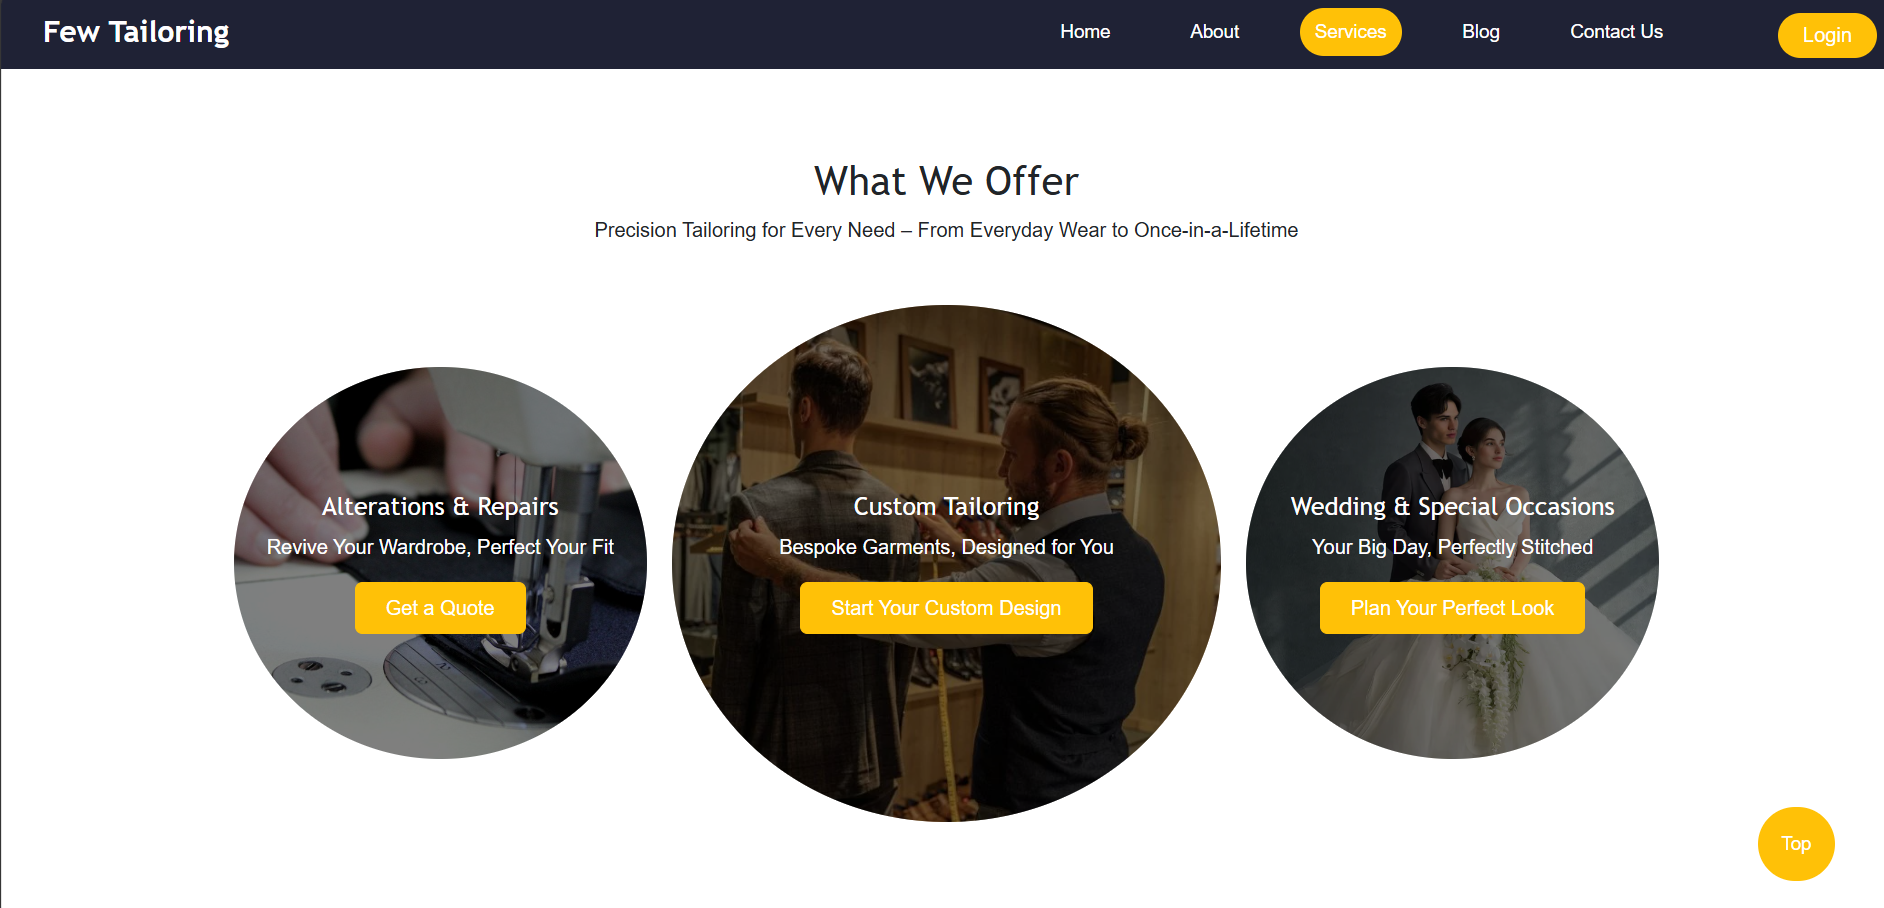 Few Tailoring
Home
About
Services
Blog
Contact Us
Login
What We Offer
Precision Tailoring for Every Need – From Everyday Wear to Once-in-a-Lifetime
Alterations & Repairs
Revive Your Wardrobe, Perfect Your Fit
Get a Quote
Custom Tailoring
Bespoke Garments, Designed for You
Start Your Custom Design
Wedding & Special Occasions
Your Big Day, Perfectly Stitched
Plan Your Perfect Look
Top